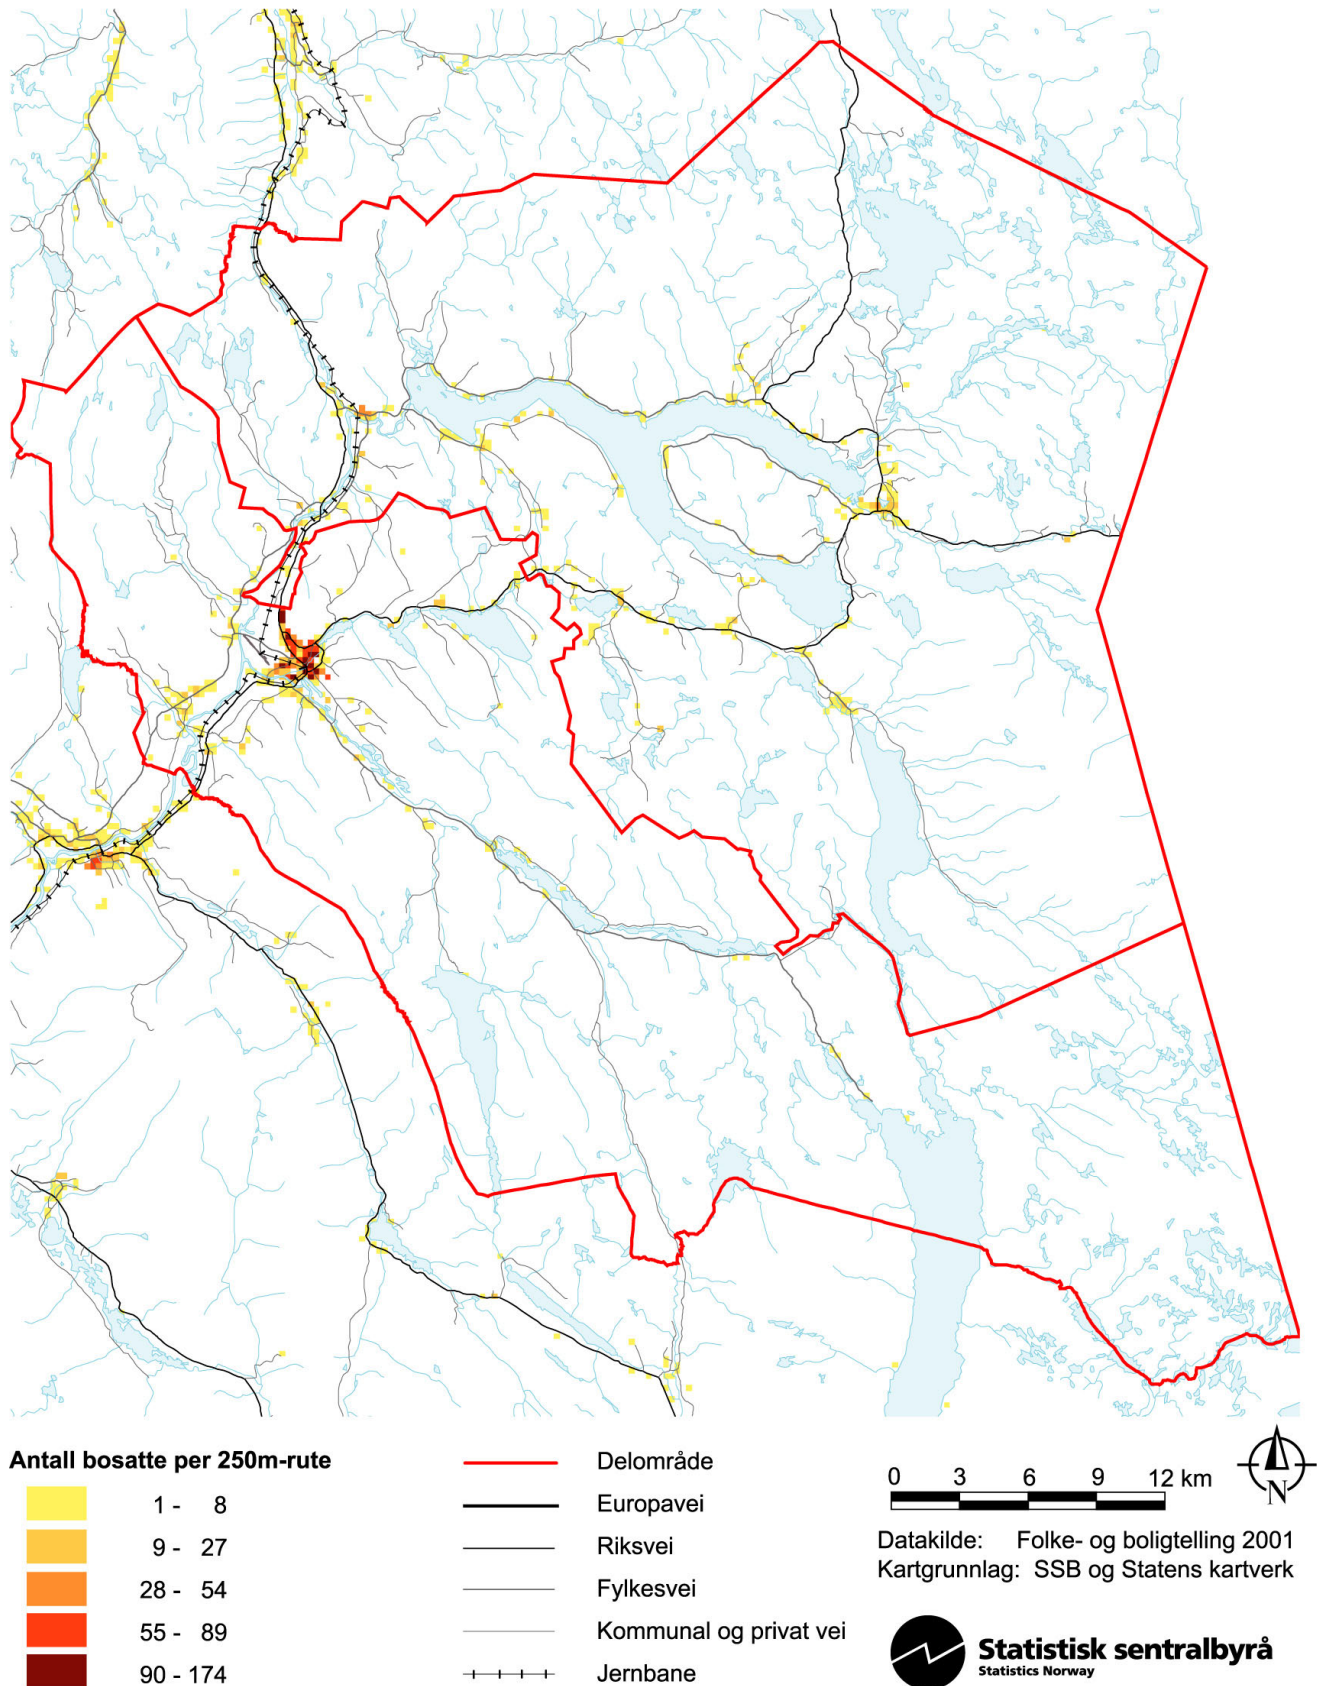 Antall bosatte per 250m-rute
1 - 8
9 - 27
28 - 54
55 - 89
90 - 174
Delområde
Europavei
Riksvei
Fylkesvei
Kommunal og privat vei
Jernbane
0 3 6 9 12 km
N
Datakilde: Folke- og boligtelling 2001
Kartgrunnlag: SSB og Statens kartverk
Statistisk sentralbyrå
Statistics Norway